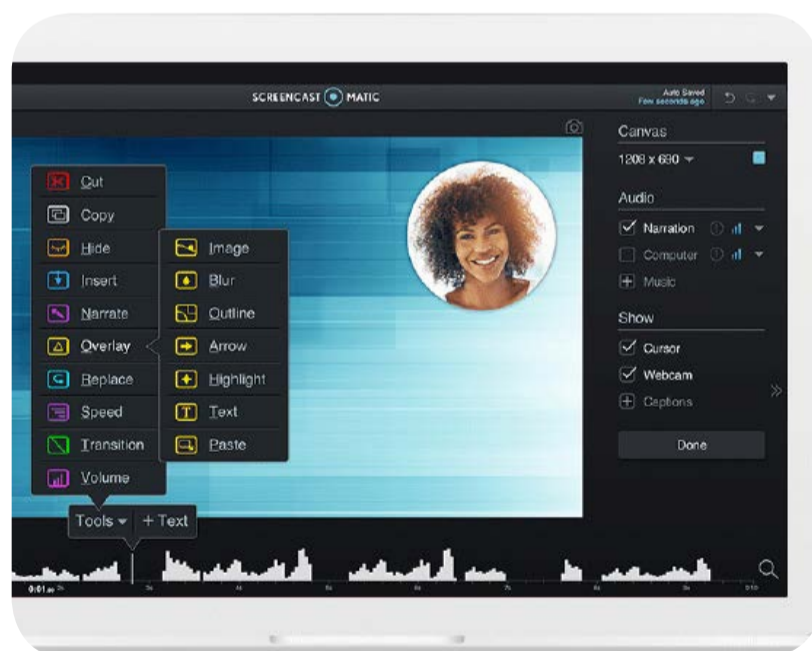 SCREENCAST MATIC
Auto Saved
Few seconds ago
Canvas
1208 x 690
Audio
Narration
Computer
Music
Show
Cursor
Webcam
Captions
Done
Cut
Copy
Hide
Insert
Narrate
Overlay
Replace
Speed
Transition
Volume
Image
Blur
Outline
Arrow
Highlight
Text
Paste
Tools + Text